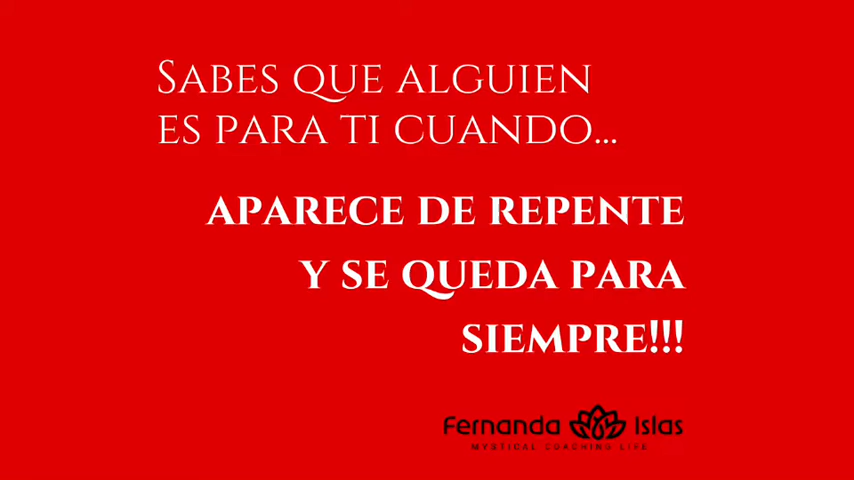 SABES QUE ALGUIEN
ES PARA TI CUANDO...
APARECE DE REPENTE
Y SE QUEDA PARA
SIEMPRE!!!
Fernanda Islas
MYSTICAL COACHING LIFE